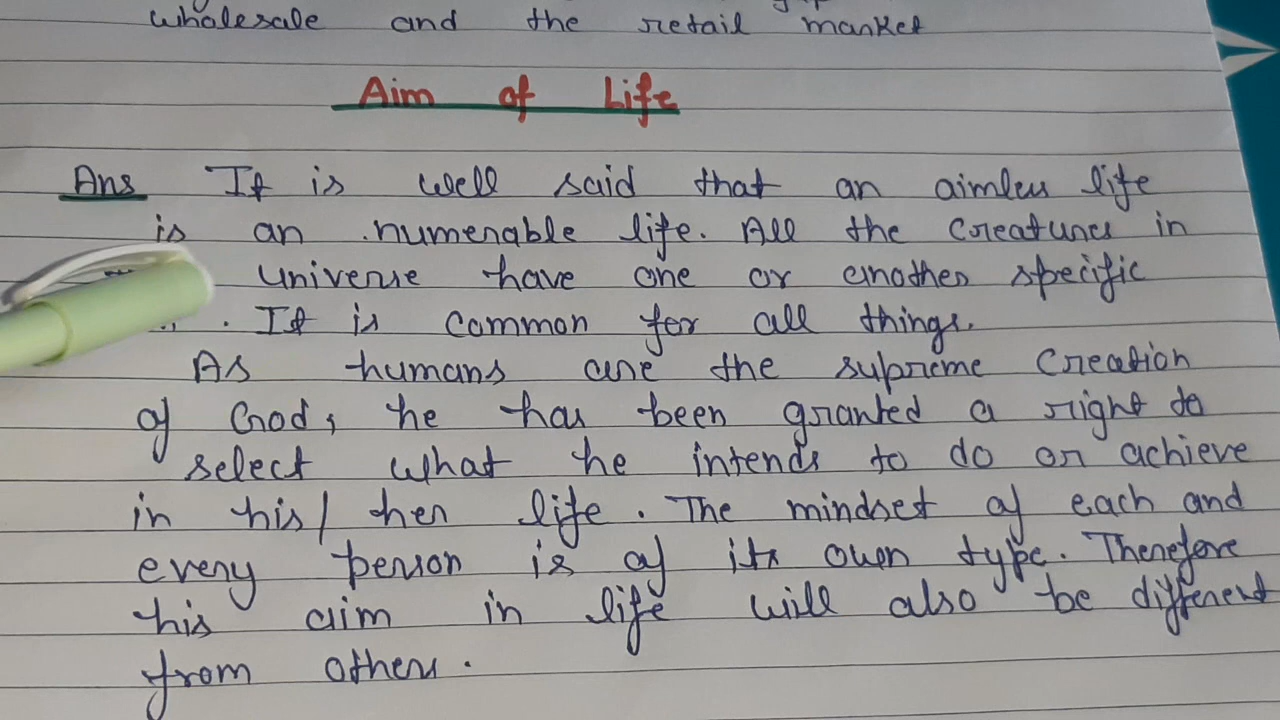 wholesale and the retail market
Aim of Life
Ans It is well said that an aimless life
is an numerable life. All the creatures in
universe have one or another specific
. It is common for all things.
As humans are the supreme creation
of God, he has been granted a right to
select what he intends to do or achieve
in his/ her life. The mindset of each and
every person is of its own type. Therefore
his aim in life will also be different
from others.